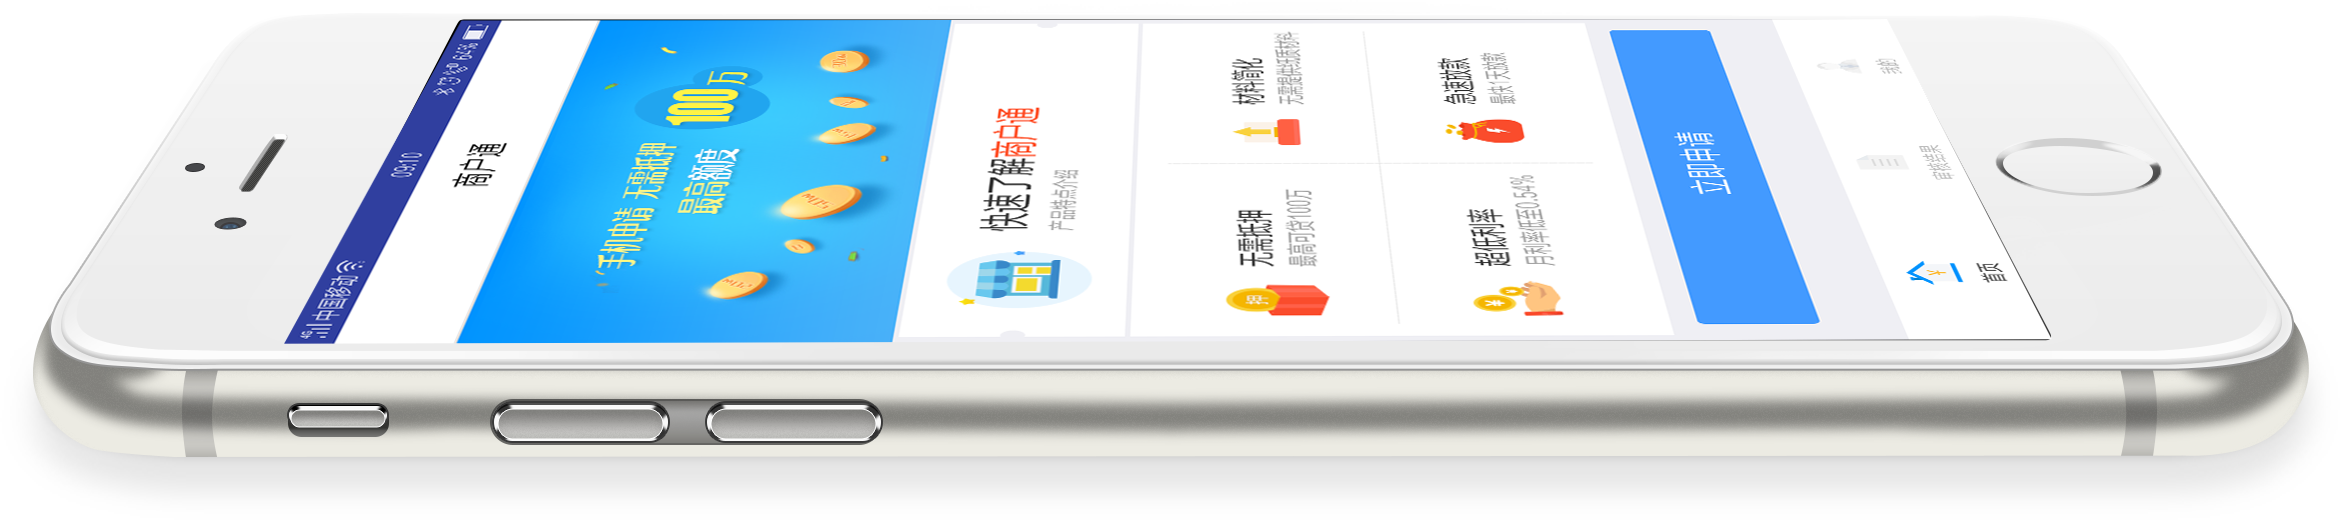 4G 中国移动
09:10
商户通
手机申请 无需抵押
最高额度
100万
快速了解商户通
产品特点介绍
无需抵押
最高可贷100万
材料简化
无需提供纸质材料
超低利率
月利率低至0.54%
急速放款
最快1天放款
立即申请
首页
审核结果
我的